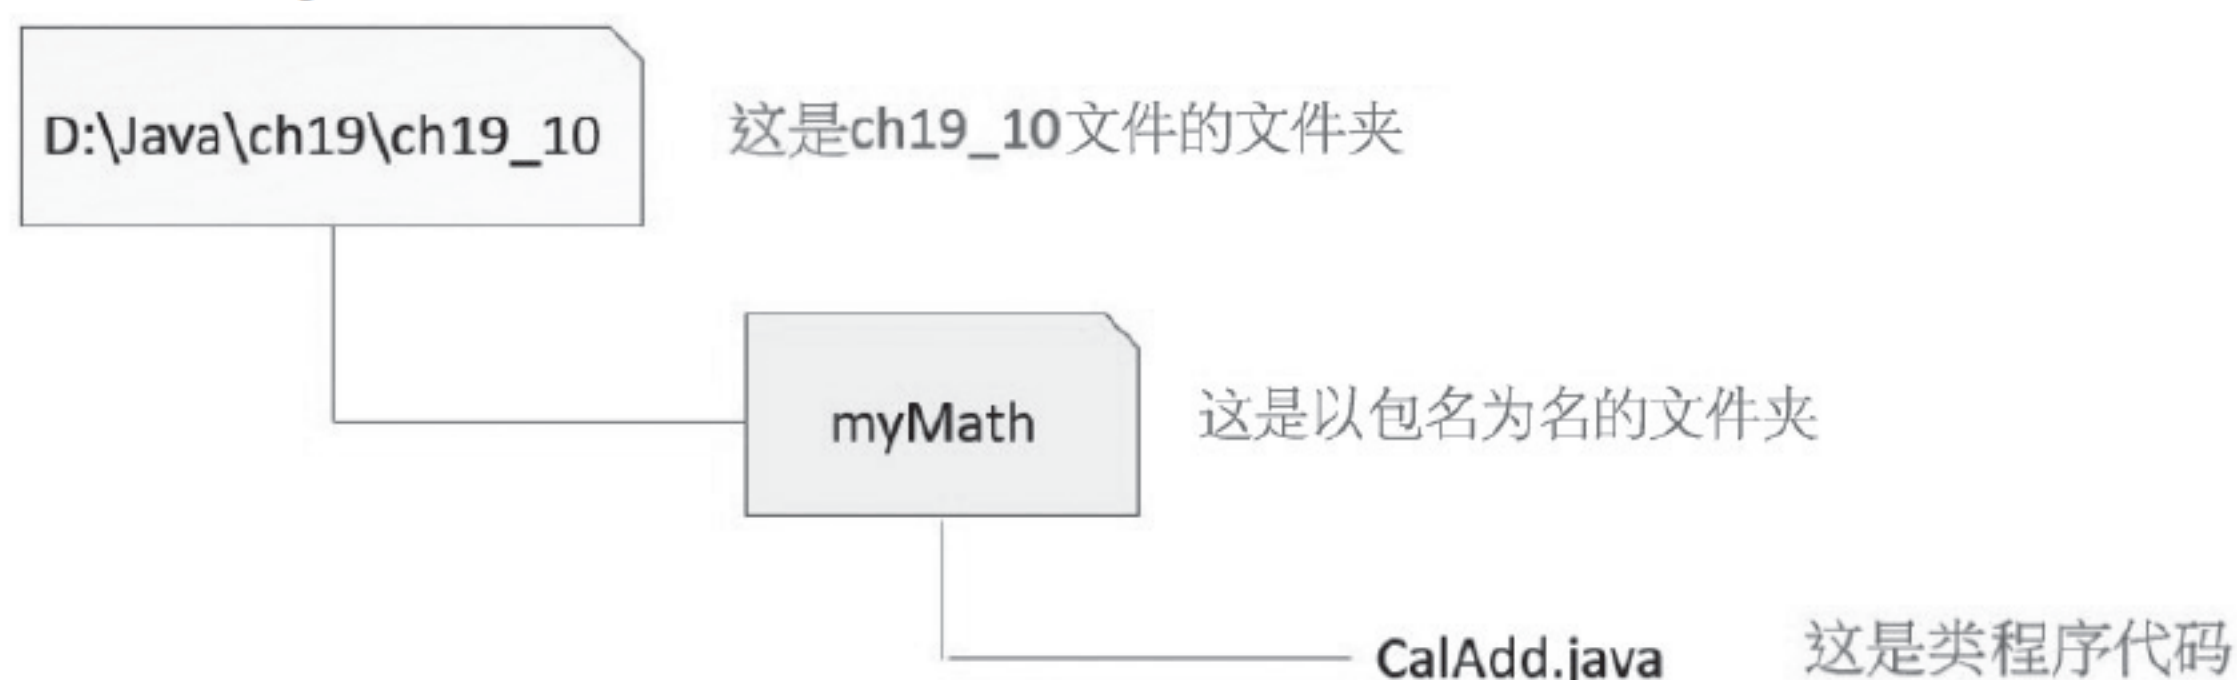 D:\Java\ch19\ch19_10 这是ch19_10文件的文件夹
myMath 这是以包名为名的文件夹
CalAdd.java 这是类程序代码